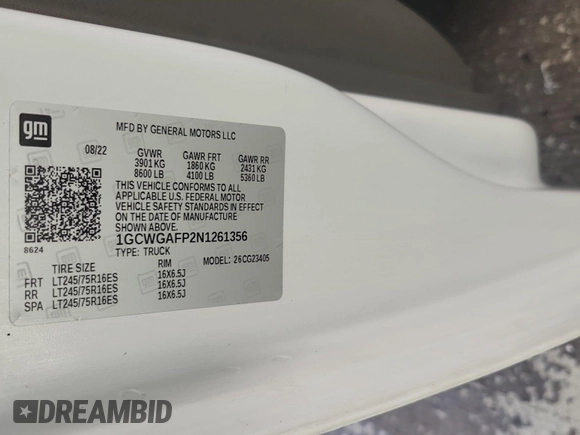 gm
MFD BY GENERAL MOTORS LLC
08/22 GVWR GAWR FRT GAWR RR
3901 KG 1860 KG 2431 KG
8600 LB 4100 LB 5360 LB
THIS VEHICLE CONFORMS TO ALL
APPLICABLE U.S. FEDERAL MOTOR
VEHICLE SAFETY STANDARDS IN EFFECT
ON THE DATE OF MANUFACTURE
SHOWN ABOVE.
1GCWGAFP2N1261356
8624 TYPE: TRUCK 26CG23405
TIRE SIZE RIM
FRT LT245/75R16ES 16X6.5J
RR LT245/75R16ES 16X6.5J
SPA LT245/75R16ES 16X6.5J
DREAMBID